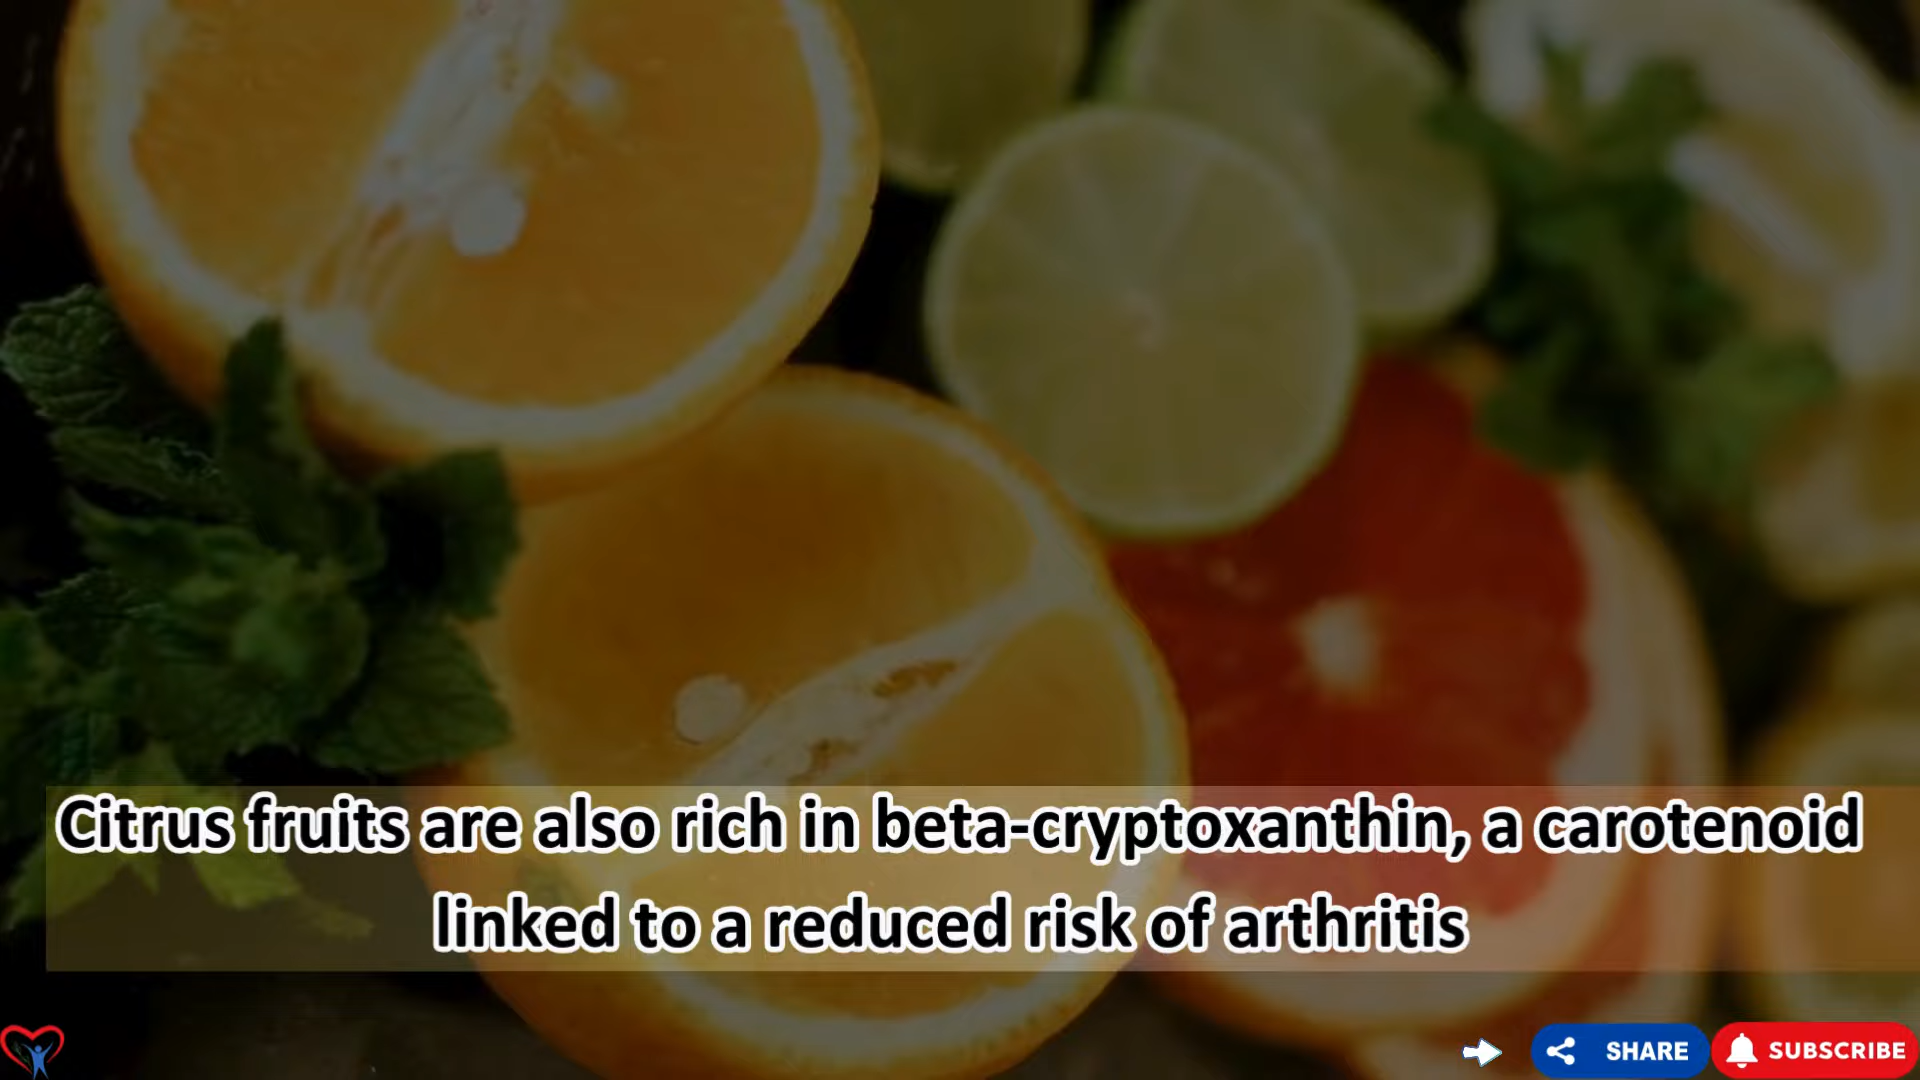 Citrus fruits are also rich in beta-cryptoxanthin, a carotenoid
linked to a reduced risk of arthritis
SHARE
SUBSCRIBE